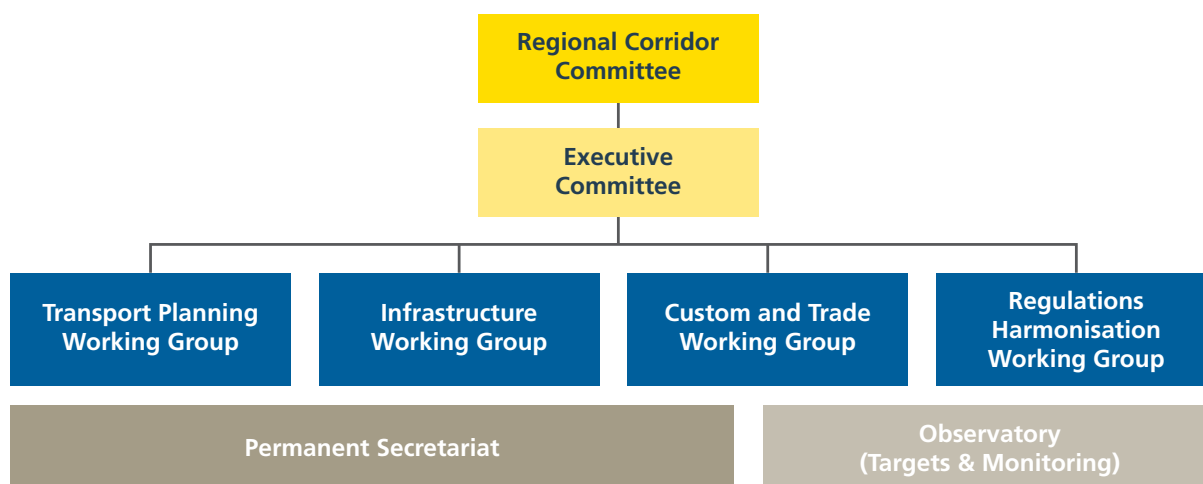 Regional Corridor
Committee
Executive
Committee
Transport Planning
Working Group
Infrastructure
Working Group
Custom and Trade
Working Group
Regulations
Harmonisation
Working Group
Permanent Secretariat
Observatory
(Targets & Monitoring)